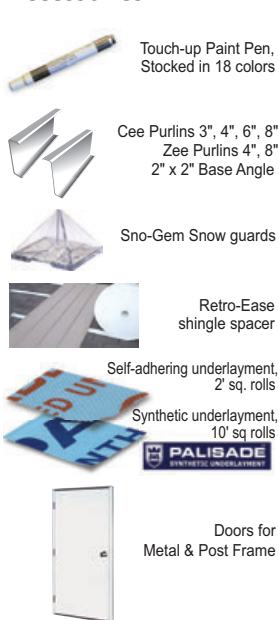 Touch-up Paint Pen,
Stocked in 18 colors
Cee Purlins 3", 4", 6", 8"
Zee Purlins 4", 8"
2" x 2" Base Angle
Sno-Gem Snow guards
Retro-Ease
shingle spacer
Self-adhering underlayment,
2' sq. rolls
Synthetic underlayment,
10' sq rolls
PALISADE
SYNTHETIC UNDERLAYMENT
Doors for
Metal & Post Frame